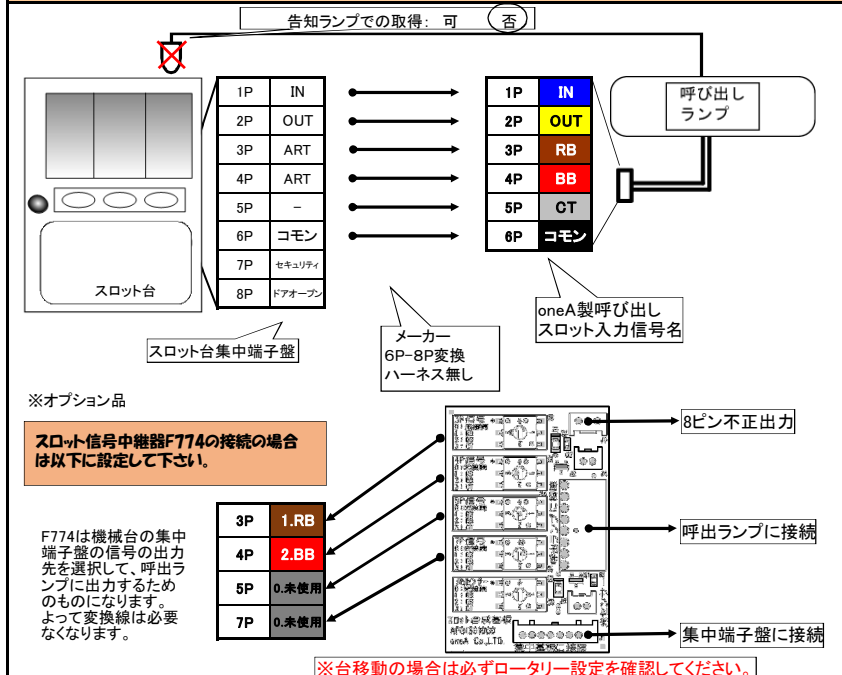 告知ランプでの取得: 可 否
呼び出し
ランプ
1P IN
2P OUT
3P ART
4P ART
5P −
6P コモン
7P セキュリティ
8P ドアオープン
1P IN
2P OUT
3P RB
4P BB
5P CT
6P コモン
スロット台
スロット台集中端子盤
メーカー
6P-8P変換
ハーネス無し
oneA製呼び出し
スロット入力信号名
※オプション品
スロット信号中継器F774の接続の場合
は以下に設定して下さい。
F774は機械台の集中
端子盤の信号の出力
先を選択して、呼出ラ
ンプに出力するため
のものになります。
よって変換線は必要
なくなります。
3P 1.RB
4P 2.BB
5P 0.未使用
7P 0.未使用
8ピン不正出力
呼出ランプに接続
集中端子盤に接続
oneA Co.,LTD.
※台移動の場合は必ずロータリー設定を確認してください。